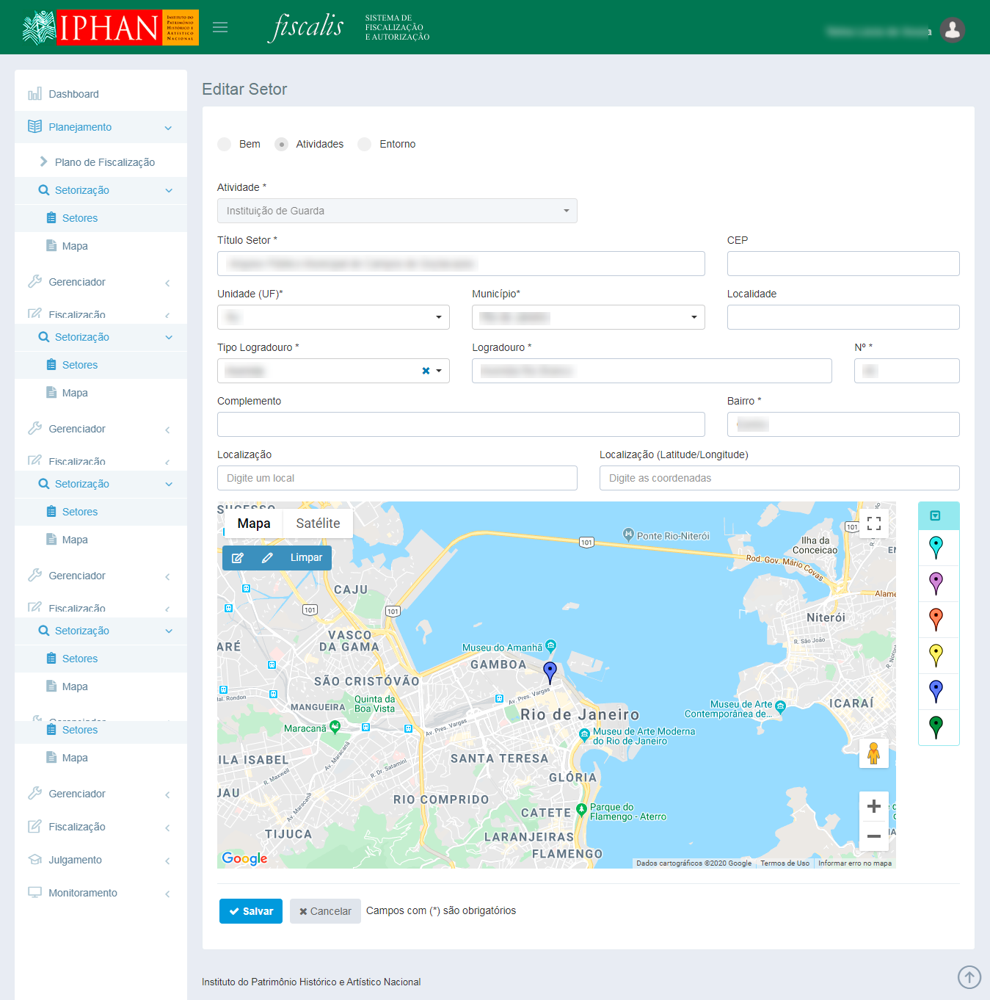 IPHAN
INSTITUTO DO
PATRIMÔNIO
HISTÓRICO E
ARTÍSTICO
NACIONAL
fiscalis
SISTEMA DE
FISCALIZAÇÃO
E AUTORIZAÇÃO
Dashboard
Planejamento
Plano de Fiscalização
Setorização
Setores
Mapa
Gerenciador
Fiscalização
Setorização
Setores
Mapa
Gerenciador
Fiscalização
Setorização
Setores
Mapa
Gerenciador
Fiscalização
Setorização
Setores
Mapa
Gerenciador
Setores
Mapa
Gerenciador
Fiscalização
Julgamento
Monitoramento
Editar Setor
Bem Atividades Entorno
Atividade *
Instituição de Guarda
Título Setor * CEP
Unidade (UF)* Município* Localidade
Tipo Logradouro * Logradouro * Nº *
Complemento Bairro *
Localização Localização (Latitude/Longitude)
Digite um local Digite as coordenadas
SUCESSO
Mapa Satélite
Limpar
101
101
101
101
Ponte Rio-Niterói
Ilha da
Conceicao
EN
Rod. Gov. Mário Covas
Alame
CAJU
Niterói
R. São João
VASCO
DA GAMA
ARÉ
Museu do Amanhã
GAMBOA
SÃO CRISTÓVÃO
Av. Pres. Vargas
al. Rondon
MANGUEIRA
Quinta da
Boa Vista
Rio de Janeiro
Museu de Arte
Contemporânea de...
ICARAÍ
Maracanã
Av. Pres. Vargas
Museu de Arte Moderna
do Rio de Janeiro
ILA ISABEL
Av. Maracanã
SANTA TERESA
R. Maxwell
R. Dr. Satamini
GLÓRIA
JAU
RIO COMPRIDO
Av. Maracanã
CATETE
Parque do
Flamengo - Aterro
TIJUCA
LARANJEIRAS
FLAMENGO
Google
Dados cartográficos ©2020 Google Termos de Uso Informar erro no mapa
Salvar Cancelar Campos com (*) são obrigatórios
Instituto do Patrimônio Histórico e Artístico Nacional